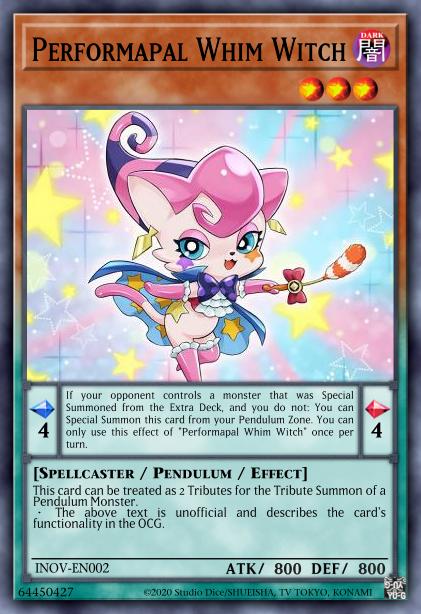 PERFORMAPAL WHIM WITCH
DARK
闇
If your opponent controls a monster that was Special
Summoned from the Extra Deck, and you do not: You can
Special Summon this card from your Pendulum Zone. You can
only use this effect of "Performapal Whim Witch" once per
turn.
4
4
[SPELLCASTER / PENDULUM / EFFECT]
This card can be treated as 2 Tributes for the Tribute Summon of a
Pendulum Monster.
· The above text is unofficial and describes the card's
functionality in the OCG.
INOV-EN002
ATK/ 800 DEF/ 800
64450427
©2020 Studio Dice/SHUEISHA, TV TOKYO, KONAMI